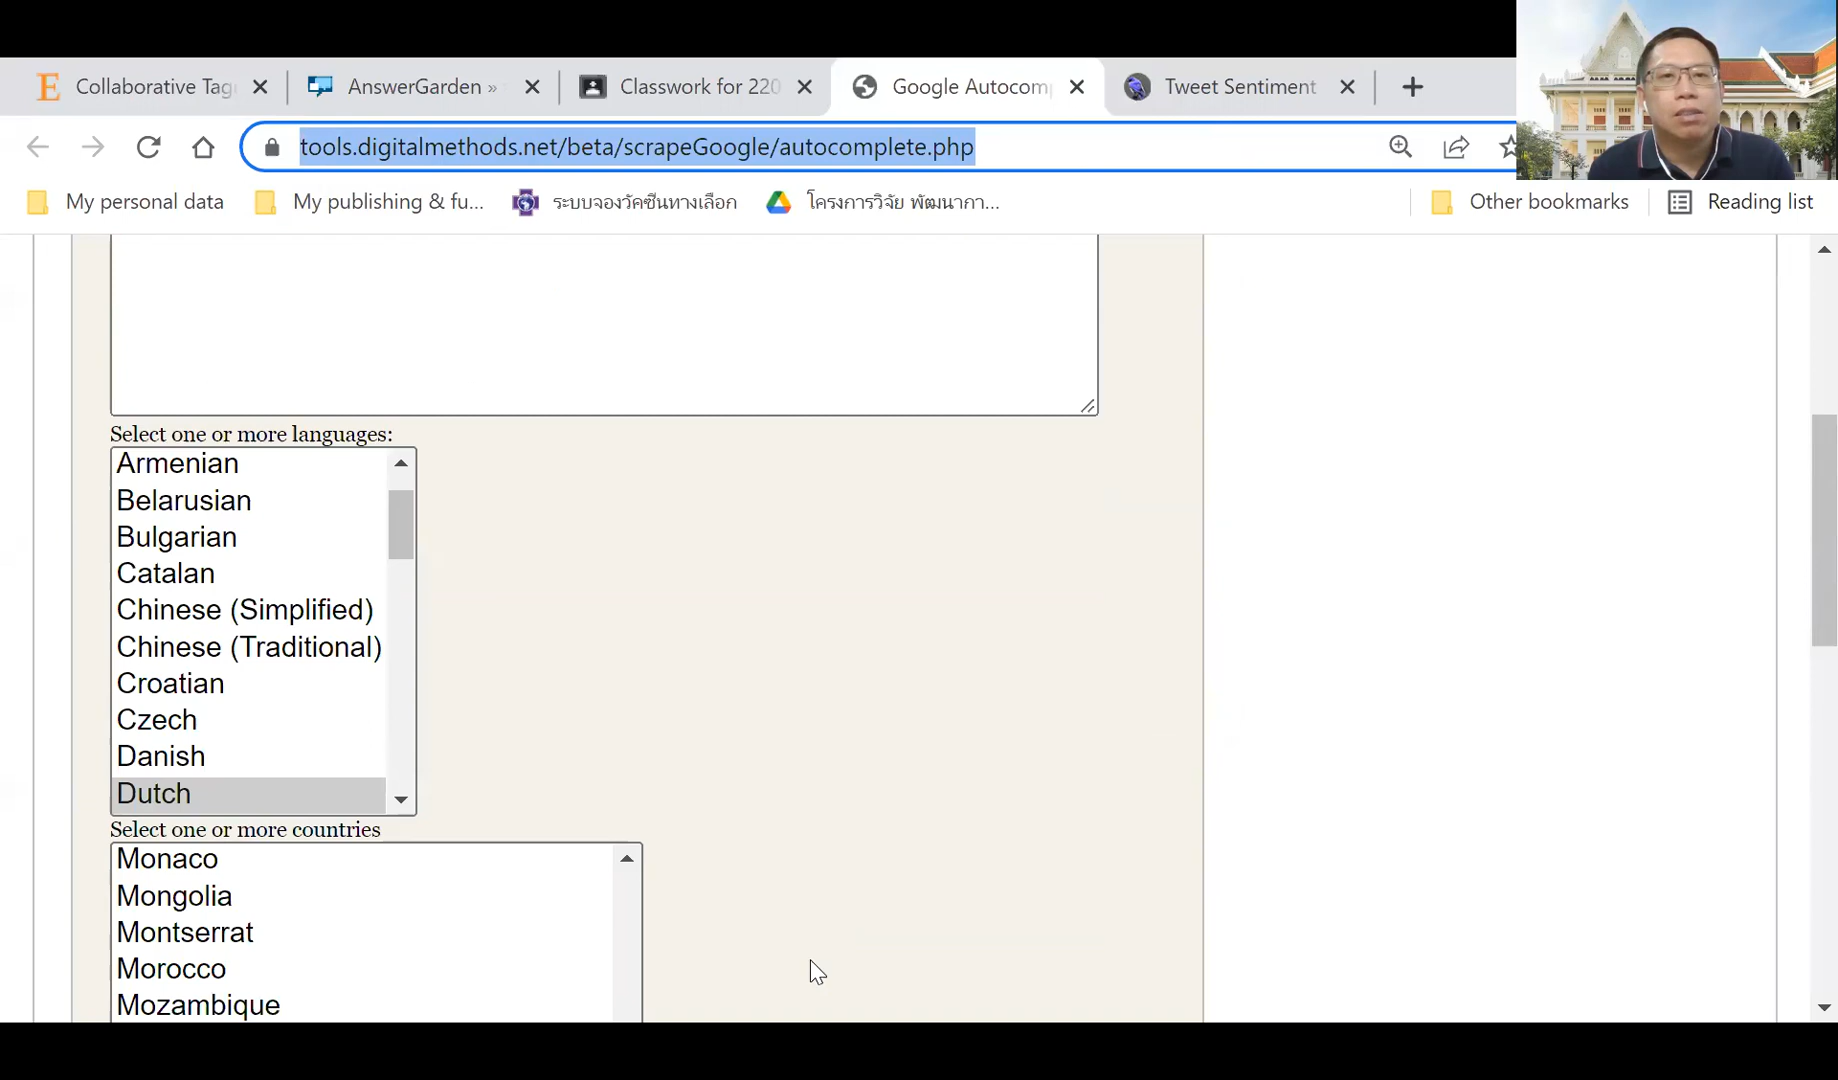 Collaborative Tag
AnswerGarden »
Classwork for 220
Google Autocom
Tweet Sentiment
tools.digitalmethods.net/beta/scrapeGoogle/autocomplete.php
My personal data
My publishing & fu...
ระบบจองวัคซีนทางเลือก
โครงการวิจัย พัฒนากา...
Other bookmarks
Reading list
Select one or more languages:
Armenian
Belarusian
Bulgarian
Catalan
Chinese (Simplified)
Chinese (Traditional)
Croatian
Czech
Danish
Dutch
Select one or more countries
Monaco
Mongolia
Montserrat
Morocco
Mozambique